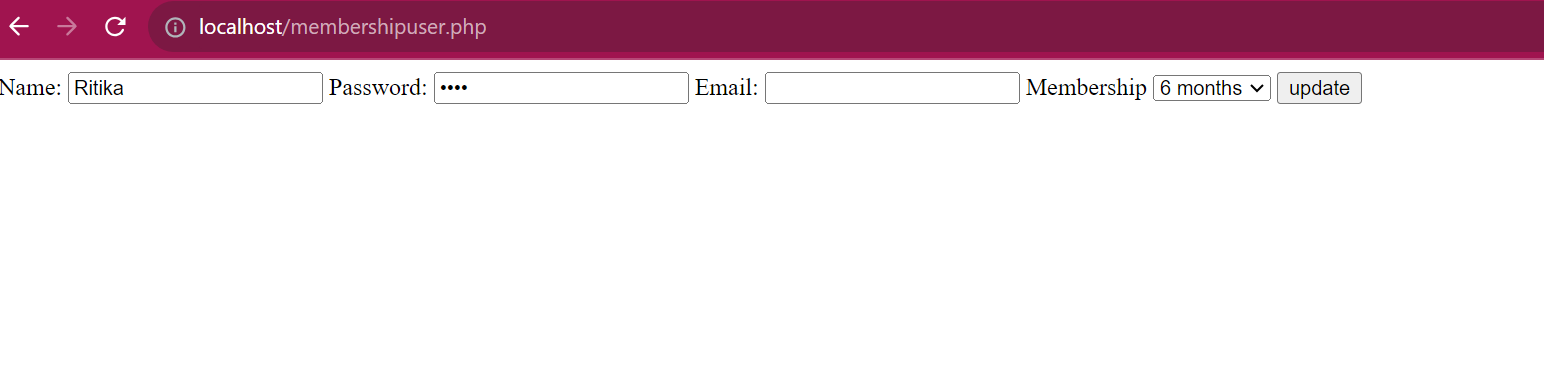 localhost/membershipuser.php
Name: Ritika Password: •••• Email: Membership 6 months update